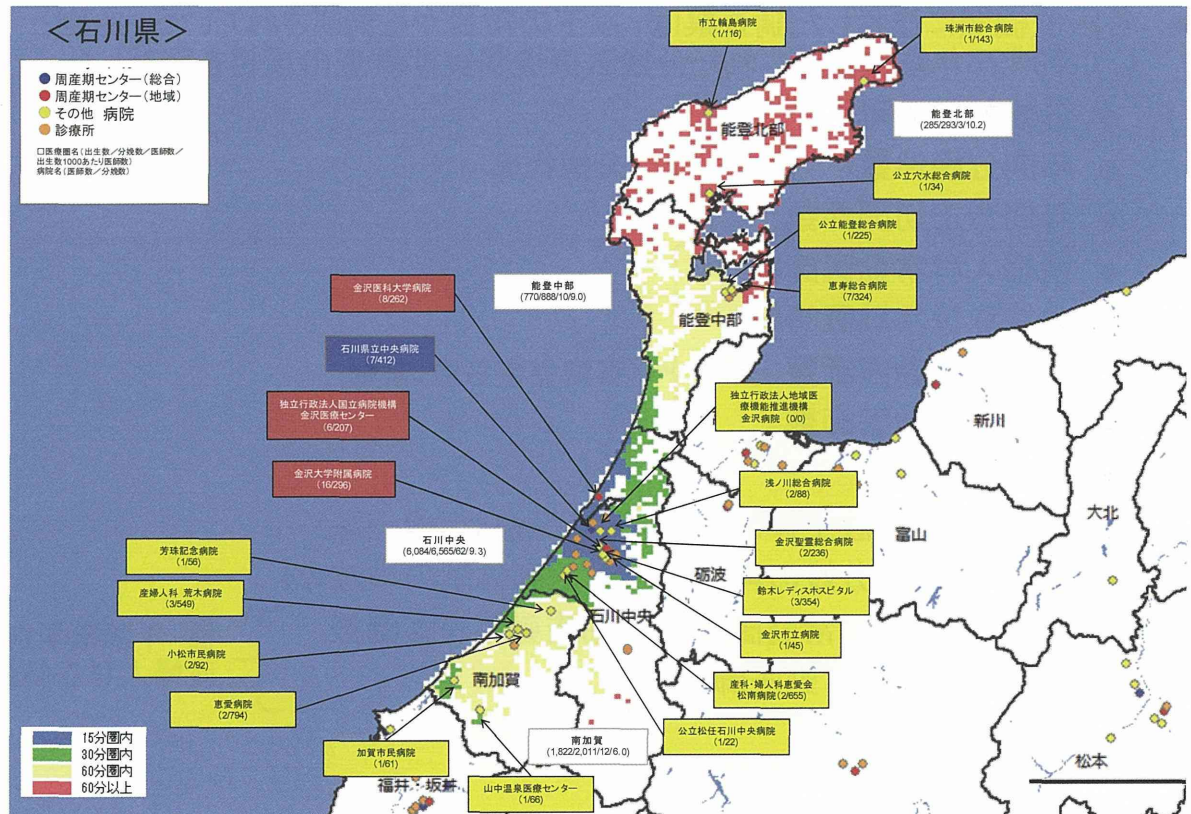 ＜石川県＞
周産期センター(総合)
周産期センター(地域)
その他 病院
診療所
□医療圏名(出生数／分娩数／医師数／
出生数1000あたり医師数)
病院名(医師数／分娩数)
市立輪島病院
(1/116)
珠洲市総合病院
(1/143)
能登北部
(285/293/3/10.2)
能登北部
公立穴水総合病院
(1/34)
公立能登総合病院
(1/225)
恵寿総合病院
(7/324)
能登中部
(770/888/10/9.0)
能登中部
金沢医科大学病院
(8/262)
石川県立中央病院
(7/412)
独立行政法人国立病院機構
金沢医療センター
(6/207)
金沢大学附属病院
(16/296)
独立行政法人地域医
療機能推進機構
金沢病院 (0/0)
浅ノ川総合病院
(2/88)
金沢聖霊総合病院
(2/236)
鈴木レディスホスピタル
(3/354)
金沢市立病院
(1/45)
産科・婦人科恵愛会
松南病院(2/655)
公立松任石川中央病院
(1/22)
石川中央
(6,084/6,565/62/9.3)
石川中央
芳珠記念病院
(1/56)
産婦人科 荒木病院
(3/549)
小松市民病院
(2/92)
恵愛病院
(2/794)
加賀市民病院
(1/61)
山中温泉医療センター
(1/66)
南加賀
南加賀
(1,822/2,011/12/6.0)
新川
富山
大北
砺波
松本
福井・坂井
15分圏内
30分圏内
60分圏内
60分以上